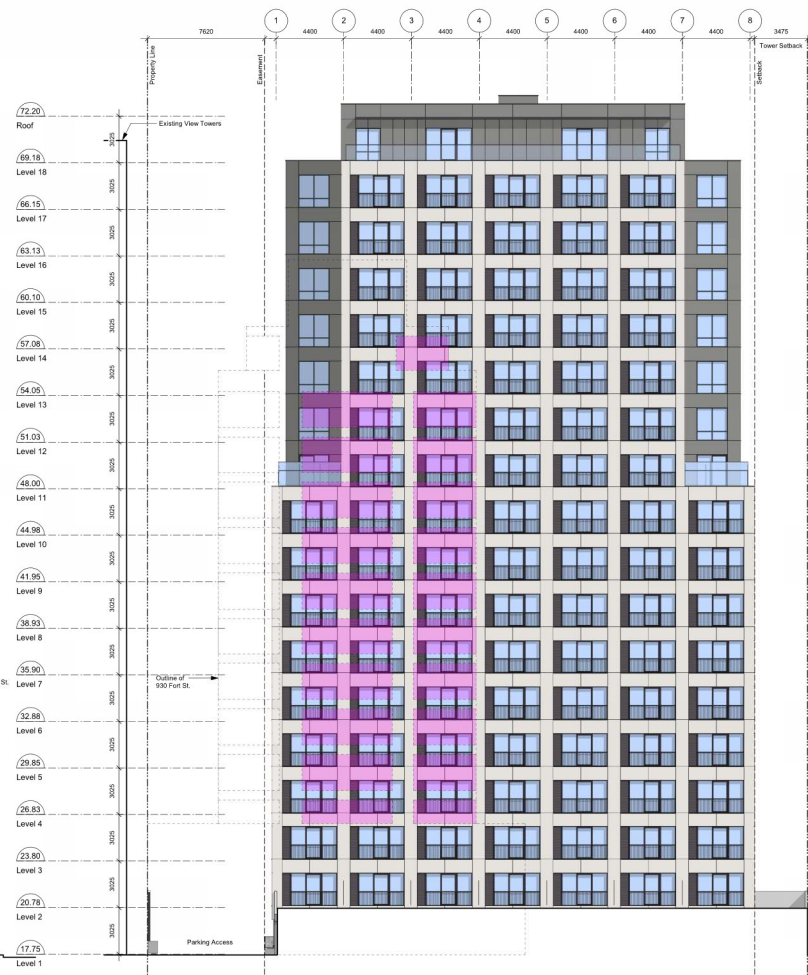 1 2 3 4 5 6 7 8
7620 4400 4400 4400 4400 4400 4400 4400 3475
Tower Setback
Property Line
Easement
Setback
72.20
Roof
Existing View Towers
3025
69.18
Level 18
3025
66.15
Level 17
3025
63.13
Level 16
3025
60.10
Level 15
3025
57.08
Level 14
3025
54.05
Level 13
3025
51.03
Level 12
3025
48.00
Level 11
3025
44.98
Level 10
3025
41.95
Level 9
3025
38.93
Level 8
3025
35.90
St. Level 7
Outline of
930 Fort St.
3025
32.88
Level 6
3025
29.85
Level 5
3025
26.83
Level 4
3025
23.80
Level 3
3025
20.78
Level 2
3025
Parking Access
17.75
Level 1